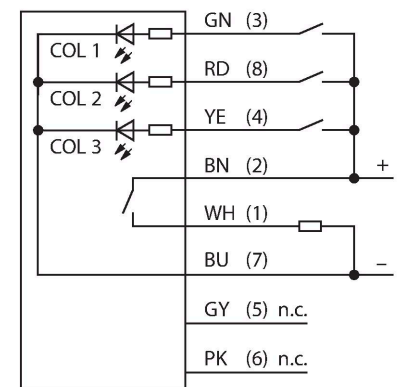 GN (3)
COL 1
RD (8)
COL 2
YE (4)
COL 3
BN (2) +
WH (1)
BU (7) –
GY (5) n.c.
PK (6) n.c.